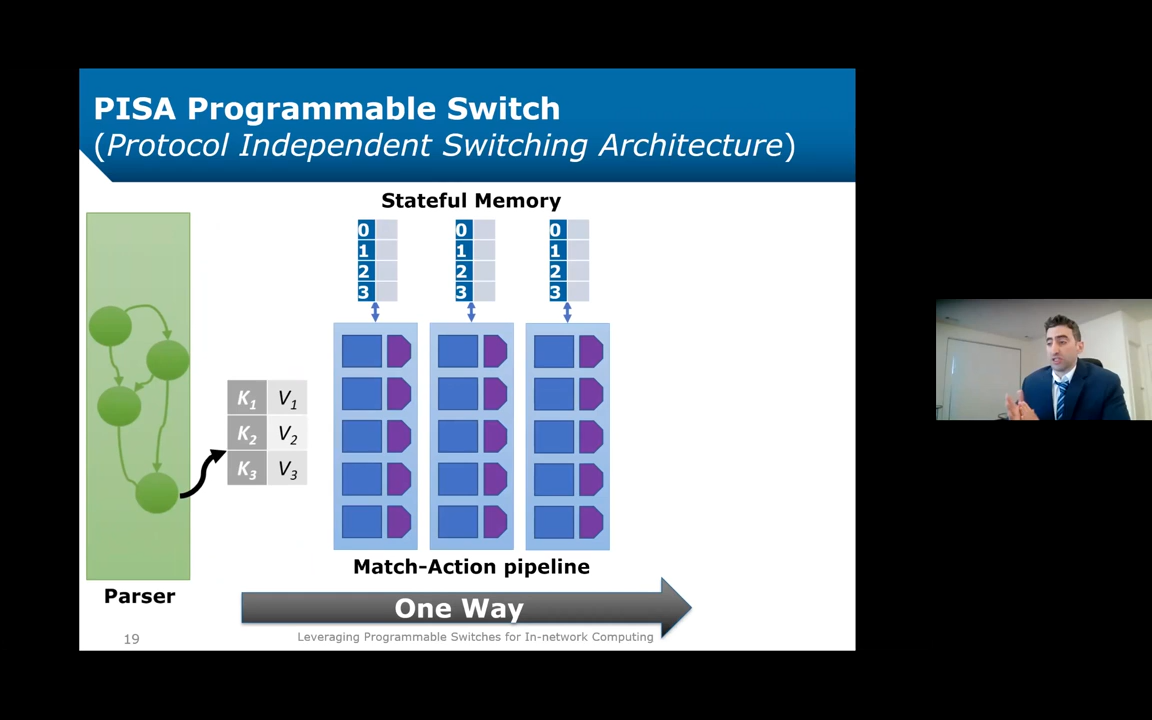 PISA Programmable Switch
(Protocol Independent Switching Architecture)
Stateful Memory
0 0 0
1 1 1
2 2 2
3 3 3
K1 V1
K2 V2
K3 V3
Match-Action pipeline
Parser
One Way
19
Leveraging Programmable Switches for In-network Computing